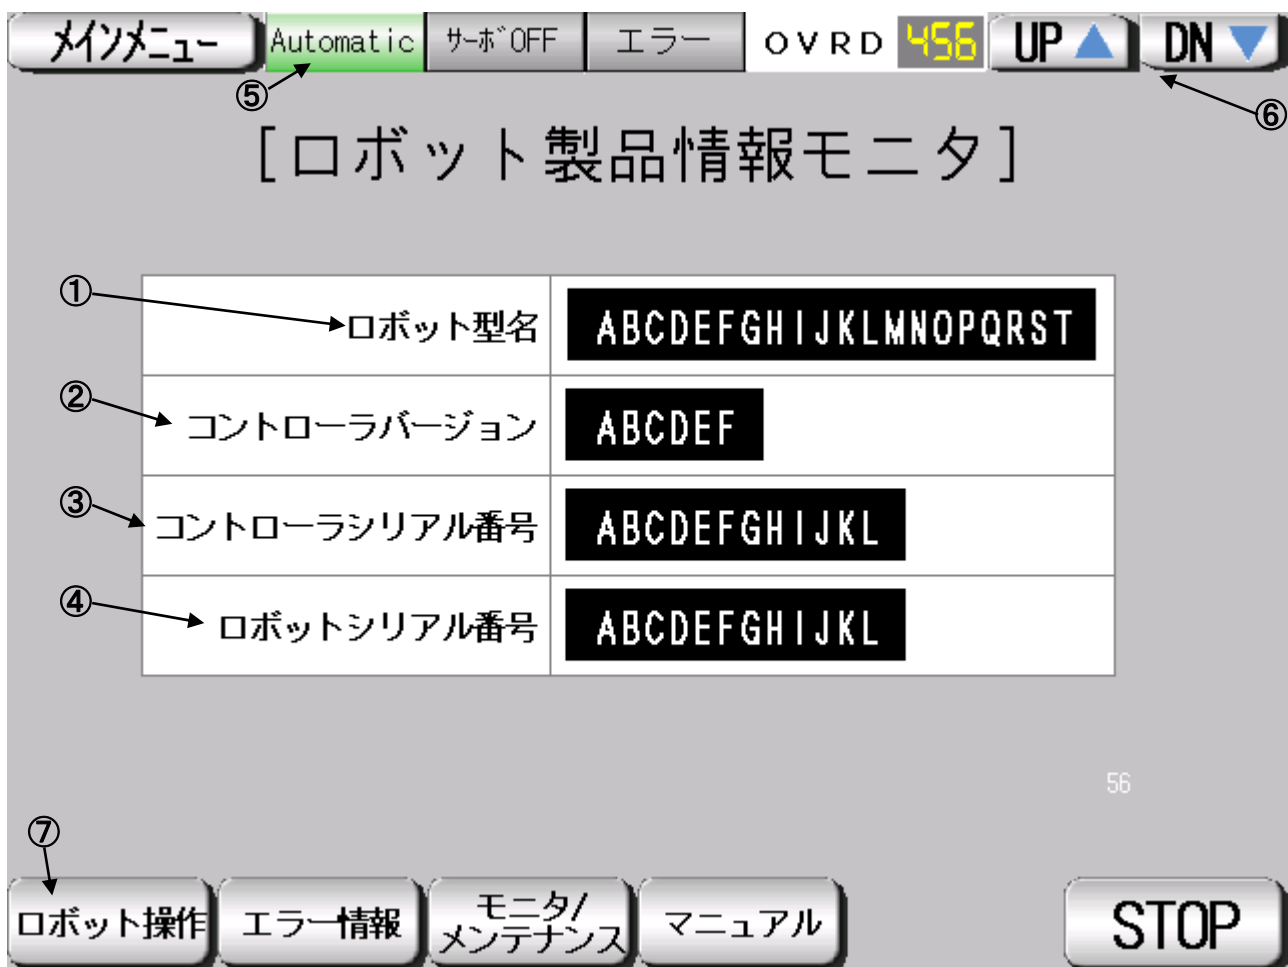 メインメニュー Automatic サーボOFF エラー OVRD 456 UP DN
⑤
⑥
[ロボット製品情報モニタ]
① ロボット型名 ABCDEFGHIJKLMNOPQRST
② コントローラバージョン ABCDEF
③ コントローラシリアル番号 ABCDEFGHIJKL
④ ロボットシリアル番号 ABCDEFGHIJKL
56
⑦
ロボット操作 エラー情報 モニタ/ メンテナンス マニュアル STOP